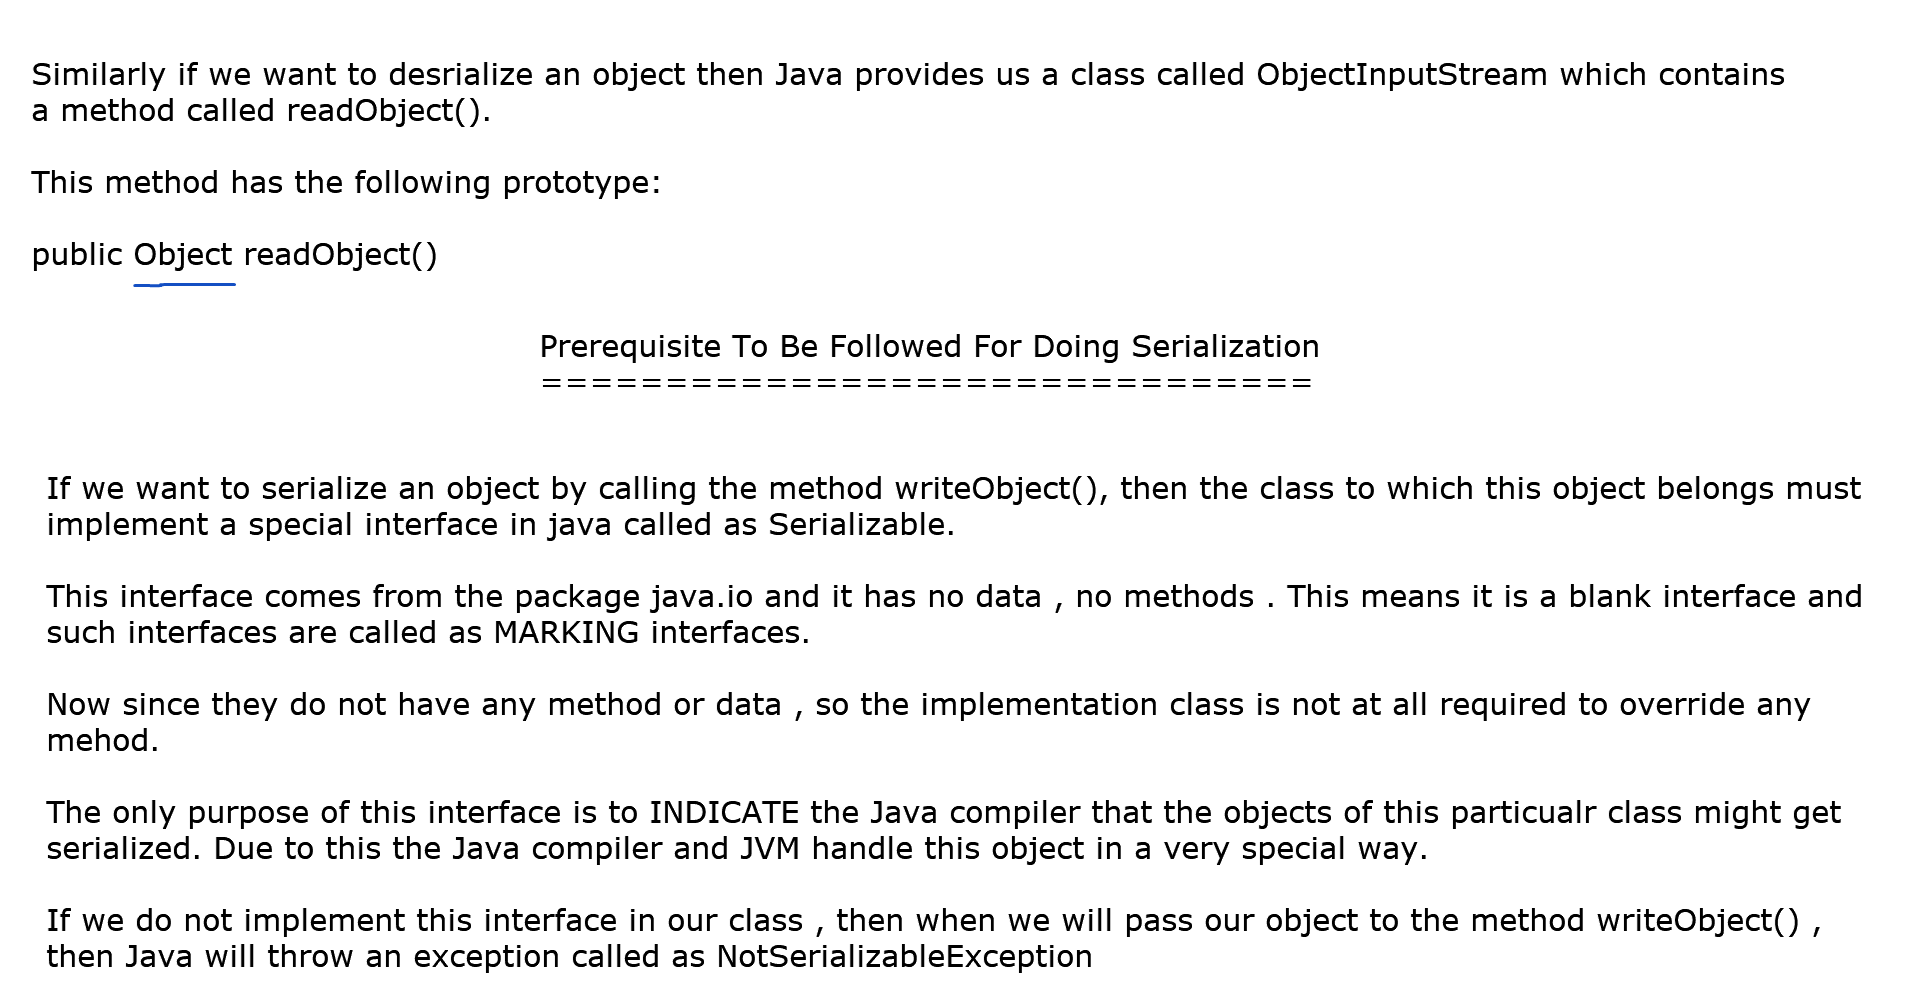 Similarly if we want to desrialize an object then Java provides us a class called ObjectInputStream which contains
a method called readObject().
This method has the following prototype:
public Object readObject()
Prerequisite To Be Followed For Doing Serialization
===============================
If we want to serialize an object by calling the method writeObject(), then the class to which this object belongs must
implement a special interface in java called as Serializable.
This interface comes from the package java.io and it has no data , no methods . This means it is a blank interface and
such interfaces are called as MARKING interfaces.
Now since they do not have any method or data , so the implementation class is not at all required to override any
mehod.
The only purpose of this interface is to INDICATE the Java compiler that the objects of this particualr class might get
serialized. Due to this the Java compiler and JVM handle this object in a very special way.
If we do not implement this interface in our class , then when we will pass our object to the method writeObject() ,
then Java will throw an exception called as NotSerializableException